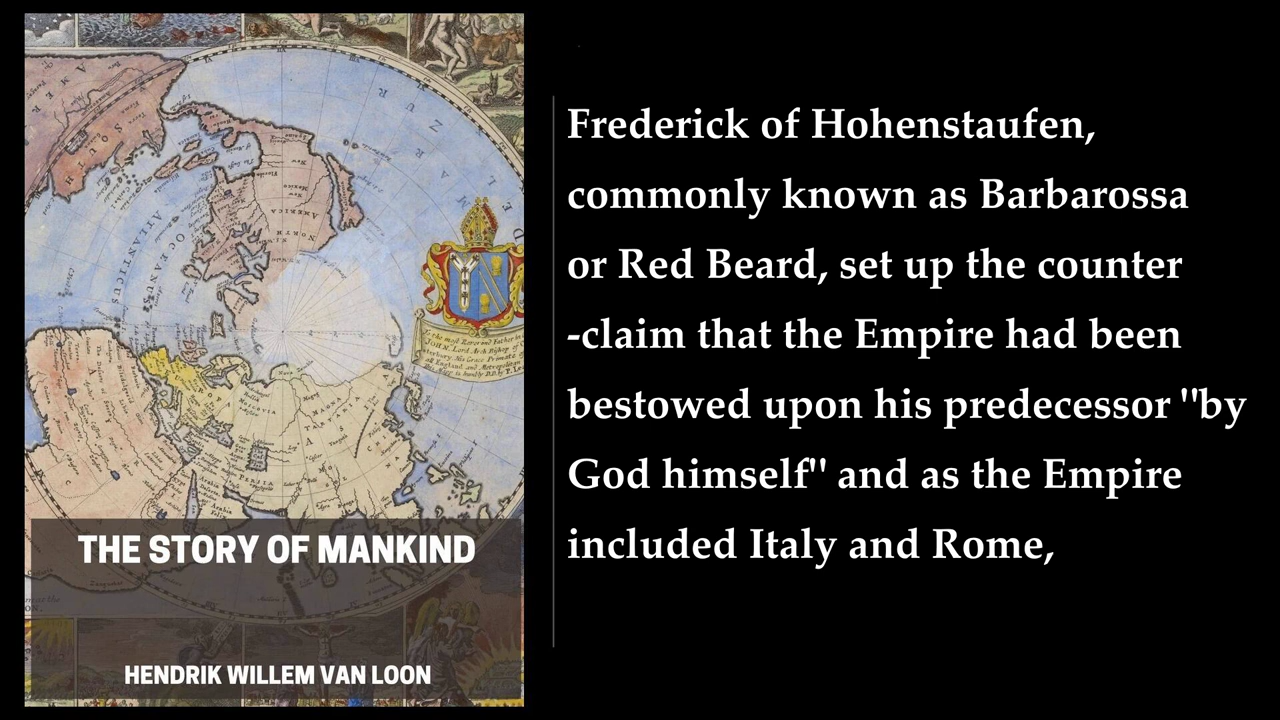 THE STORY OF MANKIND
HENDRIK WILLEM VAN LOON
Frederick of Hohenstaufen,
commonly known as Barbarossa
or Red Beard, set up the counter
-claim that the Empire had been
bestowed upon his predecessor "by
God himself" and as the Empire
included Italy and Rome,